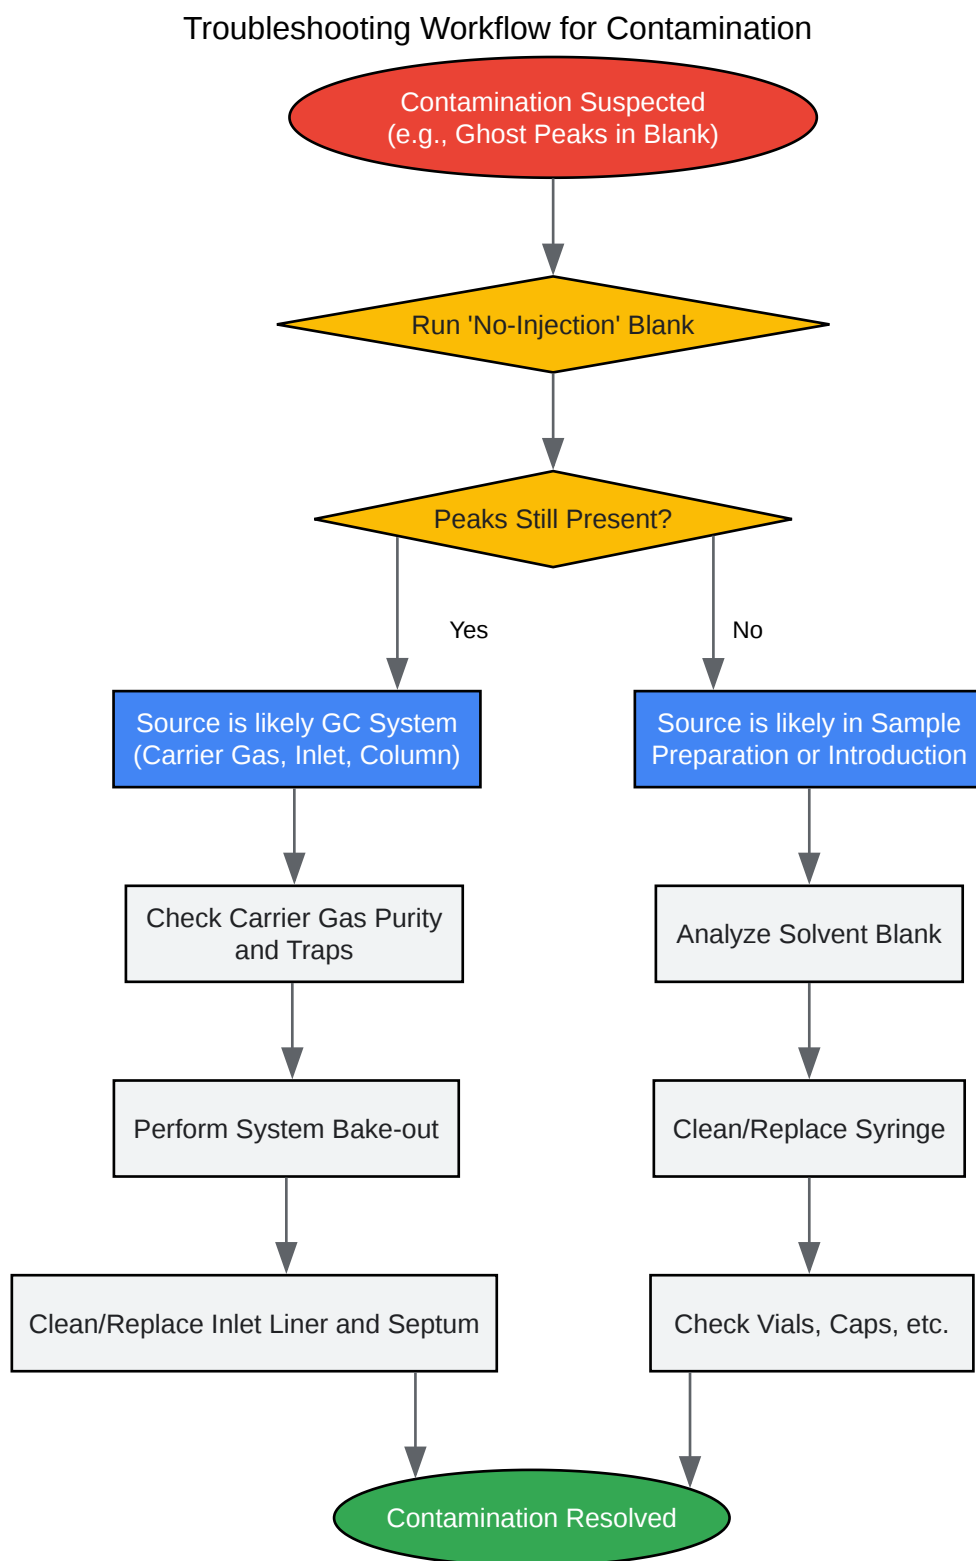 Troubleshooting Workflow for Contamination
Contamination Suspected
(e.g., Ghost Peaks in Blank)
Run 'No-Injection' Blank
Peaks Still Present?
Yes
No
Source is likely GC System
(Carrier Gas, Inlet, Column)
Source is likely in Sample
Preparation or Introduction
Check Carrier Gas Purity
and Traps
Analyze Solvent Blank
Perform System Bake-out
Clean/Replace Syringe
Clean/Replace Inlet Liner and Septum
Check Vials, Caps, etc.
Contamination Resolved